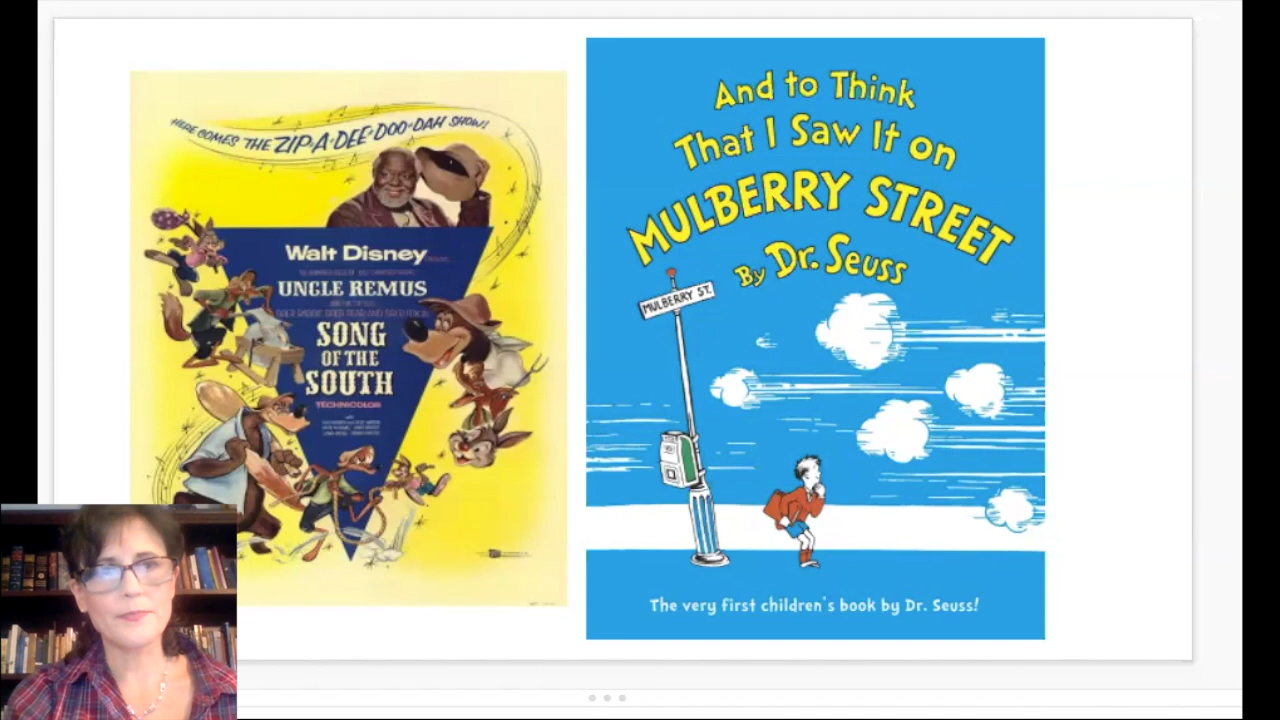 HERE COMES THE ZIP-A-DEE-DOO-DAH SHOW!
Walt Disney
UNCLE REMUS
SONG
OF THE
SOUTH
TECHNICOLOR
And to Think
That I Saw It on
MULBERRY STREET
By Dr. Seuss
MULBERRY ST.
The very first children's book by Dr. Seuss!